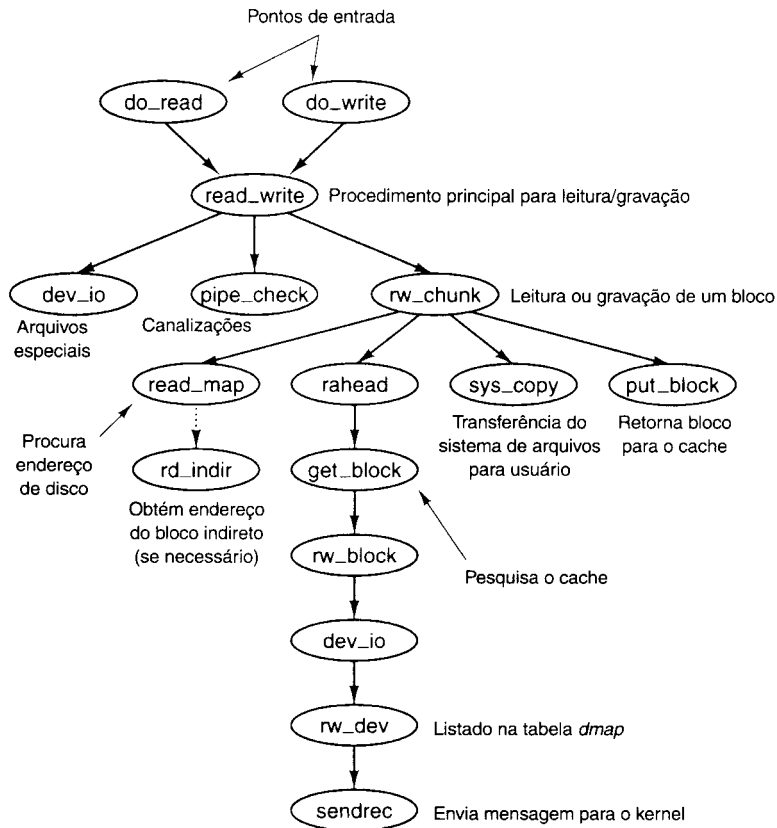 Pontos de entrada
do_read
do_write
read_write
Procedimento principal para leitura/gravação
dev_io
pipe_check
rw_chunk
Leitura ou gravação de um bloco
Arquivos
especiais
Canalizações
read_map
rahead
sys_copy
put_block
Procura
endereço
de disco
Transferência do
sistema de arquivos
para usuário
Retorna bloco
para o cache
rd_indir
get_block
Obtém endereço
do bloco indireto
(se necessário)
rw_block
Pesquisa o cache
dev_io
rw_dev
Listado na tabela dmap
sendrec
Envia mensagem para o kernel